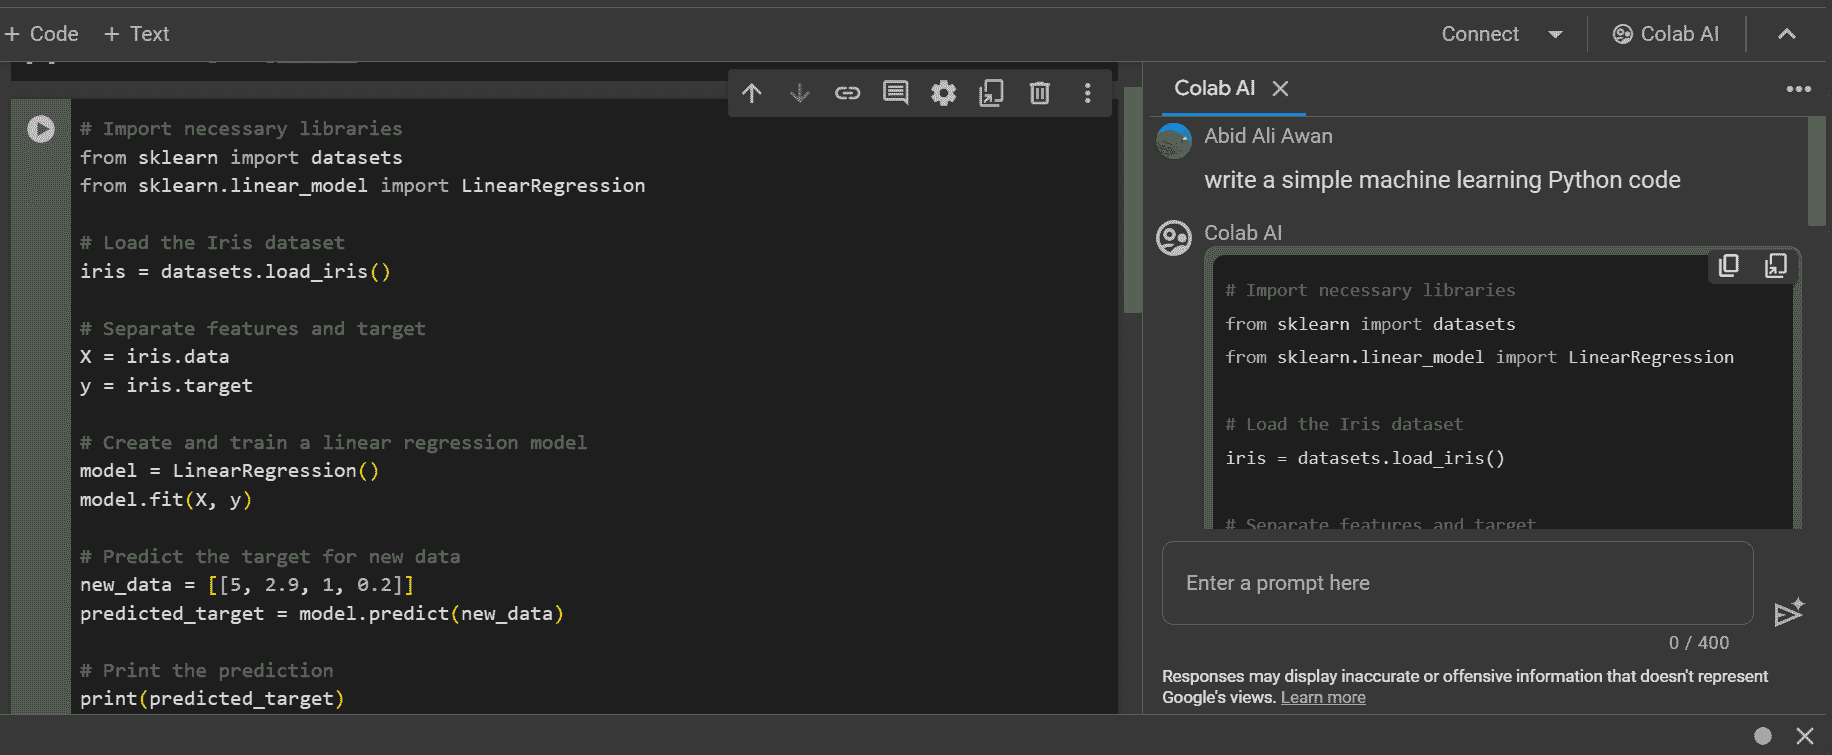 + Code + Text
Connect
Colab AI
# Import necessary libraries
from sklearn import datasets
from sklearn.linear_model import LinearRegression
# Load the Iris dataset
iris = datasets.load_iris()
# Separate features and target
X = iris.data
y = iris.target
# Create and train a linear regression model
model = LinearRegression()
model.fit(X, y)
# Predict the target for new data
new_data = [[5, 2.9, 1, 0.2]]
predicted_target = model.predict(new_data)
# Print the prediction
print(predicted_target)
Colab AI
Abid Ali Awan
write a simple machine learning Python code
Colab AI
# Import necessary libraries
from sklearn import datasets
from sklearn.linear_model import LinearRegression
# Load the Iris dataset
iris = datasets.load_iris()
# Separate features and target
Enter a prompt here
0 / 400
Responses may display inaccurate or offensive information that doesn't represent
Google's views. Learn more